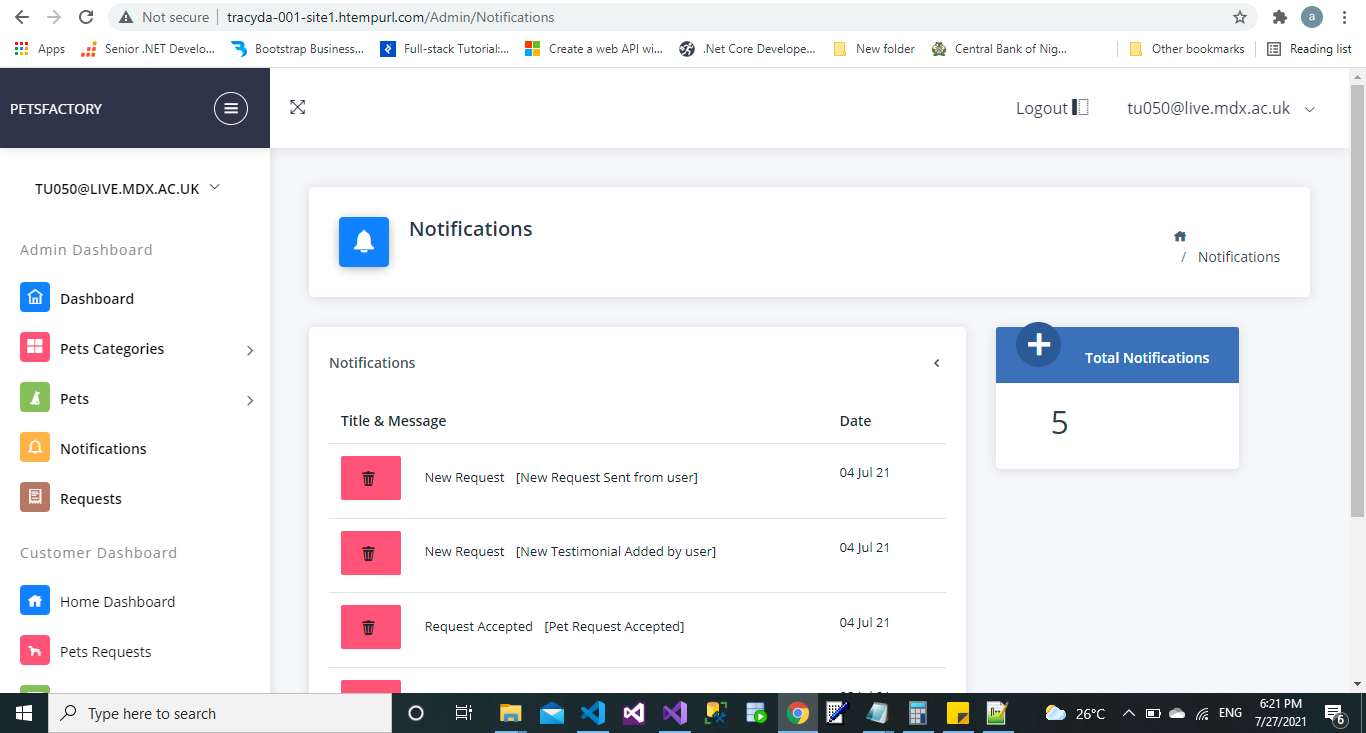 Not secure | tracyda-001-site1.htempurl.com/Admin/Notifications a
Apps Senior .NET Develo... Bootstrap Business... Full-stack Tutorial:... Create a web API wi... .Net Core Develope... New folder Central Bank of Nig... Other bookmarks Reading list
PETSFACTORY
Logout tu050@live.mdx.ac.uk
TU050@LIVE.MDX.AC.UK
Admin Dashboard
Dashboard
Pets Categories
Pets
Notifications
Requests
Customer Dashboard
Home Dashboard
Pets Requests
Notifications
/ Notifications
Notifications
Title & Message Date
New Request [New Request Sent from user] 04 Jul 21
New Request [New Testimonial Added by user] 04 Jul 21
Request Accepted [Pet Request Accepted] 04 Jul 21
Total Notifications
5
Type here to search
26°C ENG
6:21 PM
7/27/2021
6